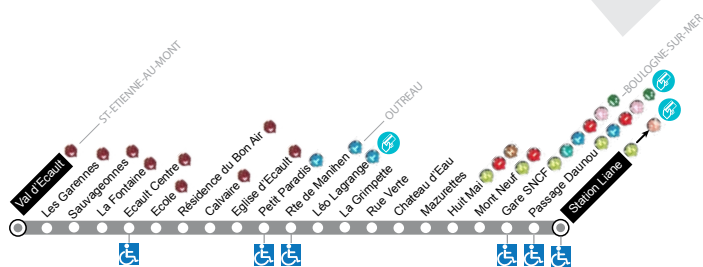 ST-ETIENNE-AU-MONT
OUTREAU
BOULOGNE-SUR-MER
Val d'Ecault
Les Garennes
Sauvageonnes
La Fontaine
Ecault Centre
Ecole
Résidence du Bon Air
Calvaire
Eglise d'Ecault
Petit Paradis
Rte de Manihen
Léo Lagrange
La Grimpette
Rue Verte
Chateau d'Eau
Mazurettes
Huit Mai
Mont Neuf
Gare SNCF
Passage Daunou
Station Liane